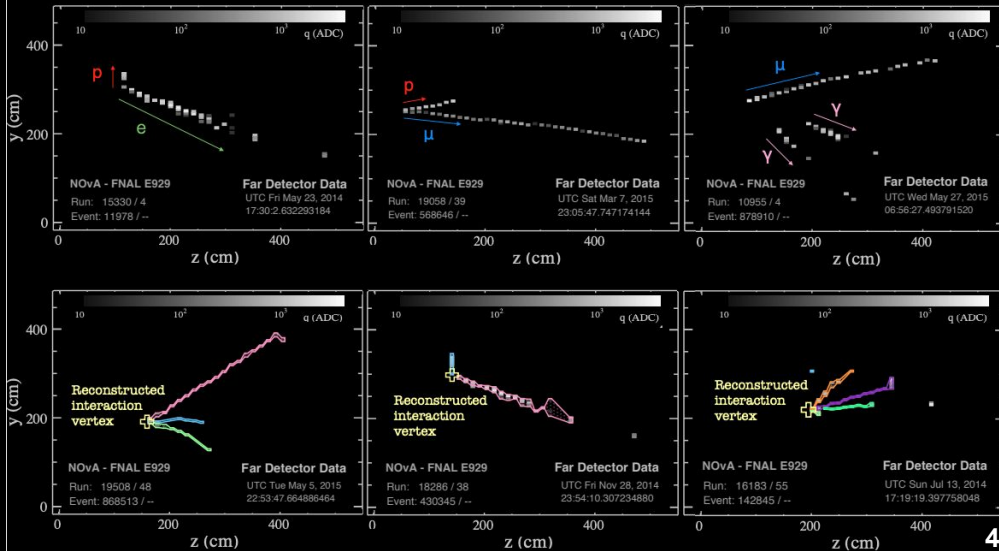 10 10² 10³ q (ADC)
10 10² 10³ q (ADC)
10 10² 10³ q (ADC)
400
200
0
y (cm)
p
e
NOvA - FNAL E929
Run: 15330 / 4
Event: 11978 / --
Far Detector Data
UTC Fri May 23, 2014
17:30:2.632293184
0 200 400
z (cm)
p
μ
NOvA - FNAL E929
Run: 19058 / 39
Event: 568646 / --
Far Detector Data
UTC Sat Mar 7, 2015
23:05:47.747174144
0 200 400
z (cm)
μ
γ
γ
NOvA - FNAL E929
Run: 10955 / 4
Event: 878910 / --
Far Detector Data
UTC Wed May 27, 2015
06:56:27.493791520
0 200 400
z (cm)
10 10² 10³ q (ADC)
10 10² 10³ q (ADC)
10 10² 10³ q (ADC)
400
200
0
y (cm)
Reconstructed
interaction
vertex
NOvA - FNAL E929
Run: 19508 / 48
Event: 868513 / --
Far Detector Data
UTC Tue May 5, 2015
22:53:47.664886464
0 200 400
z (cm)
Reconstructed
interaction
vertex
NOvA - FNAL E929
Run: 18286 / 38
Event: 430345 / --
Far Detector Data
UTC Fri Nov 28, 2014
23:54:10.307234880
0 200 400
z (cm)
Reconstructed
interaction
vertex
NOvA - FNAL E929
Run: 16183 / 55
Event: 142845 / --
Far Detector Data
UTC Sun Jul 13, 2014
17:19:19.397758048
0 200 400
z (cm)
4